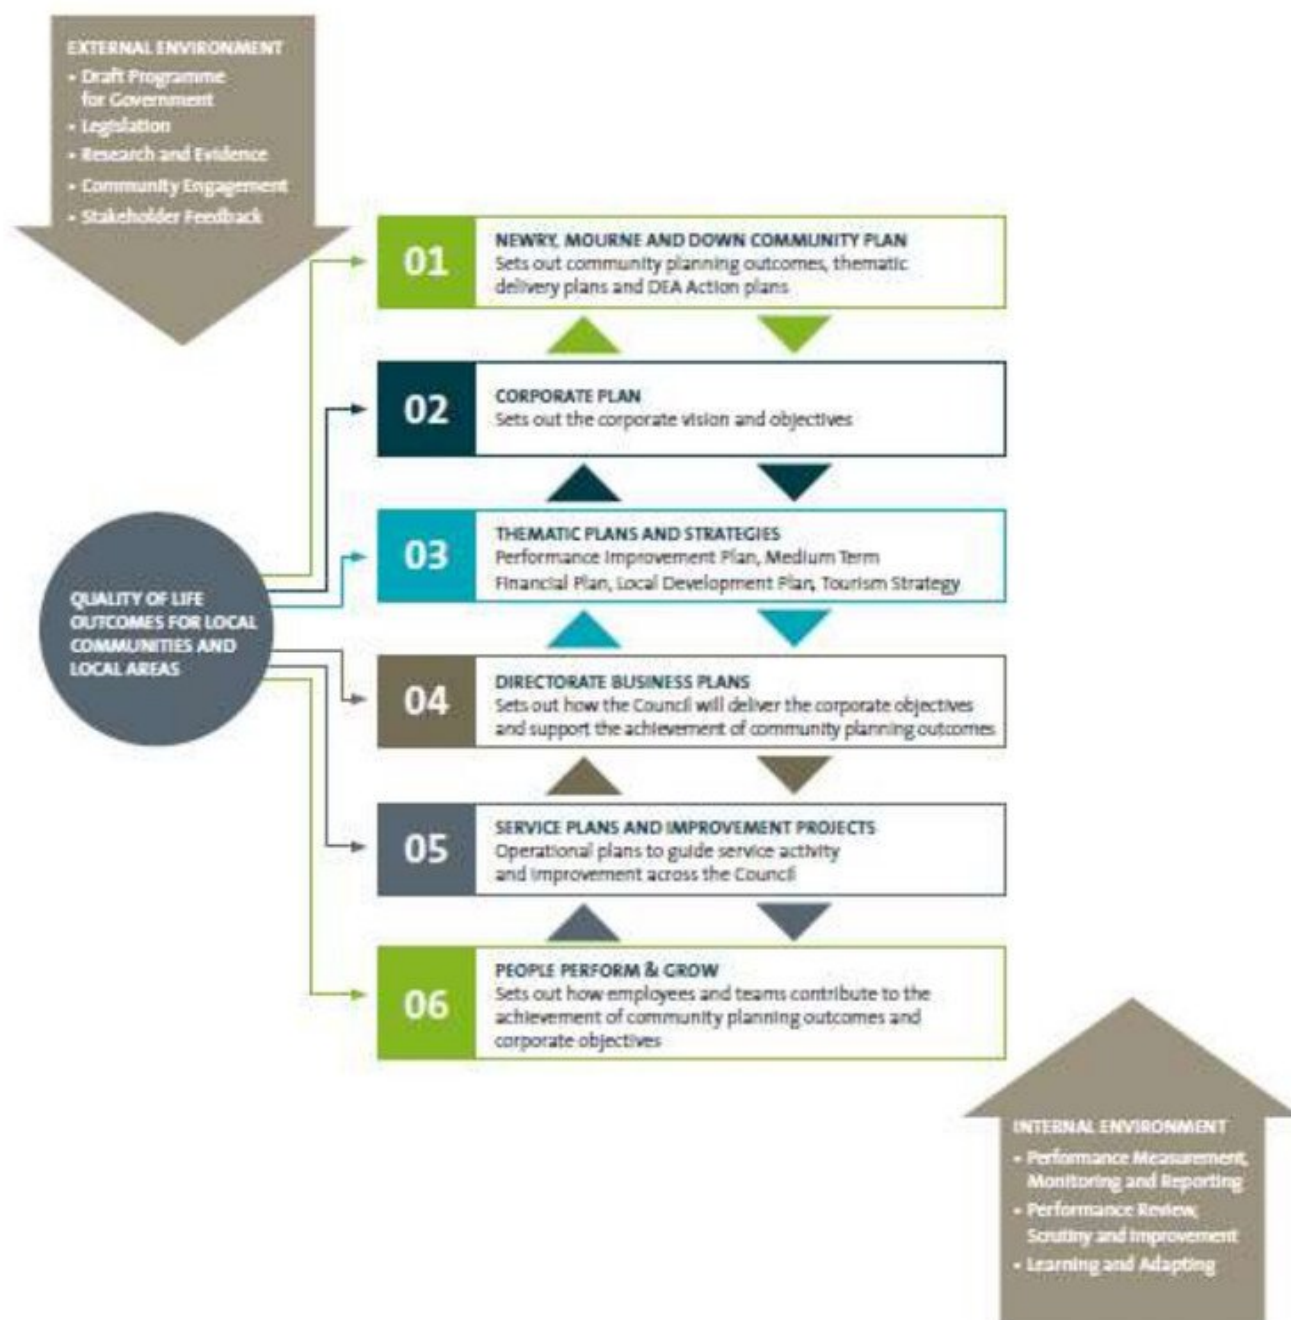 EXTERNAL ENVIRONMENT
• Draft Programme
for Government
• Legislation
• Research and Evidence
• Community Engagement
• Stakeholder Feedback
01
NEWRY, MOURNE AND DOWN COMMUNITY PLAN
Sets out community planning outcomes, thematic
delivery plans and DEA Action plans
02
CORPORATE PLAN
Sets out the corporate vision and objectives
03
THEMATIC PLANS AND STRATEGIES
Performance Improvement Plan, Medium Term
Financial Plan, Local Development Plan, Tourism Strategy
QUALITY OF LIFE
OUTCOMES FOR LOCAL
COMMUNITIES AND
LOCAL AREAS
04
DIRECTORATE BUSINESS PLANS
Sets out how the Council will deliver the corporate objectives
and support the achievement of community planning outcomes
05
SERVICE PLANS AND IMPROVEMENT PROJECTS
Operational plans to guide service activity
and improvement across the Council
06
PEOPLE PERFORM & GROW
Sets out how employees and teams contribute to the
achievement of community planning outcomes and
corporate objectives
INTERNAL ENVIRONMENT
• Performance Measurement,
Monitoring and Reporting
• Performance Review,
Scrutiny and Improvement
• Learning and Adapting